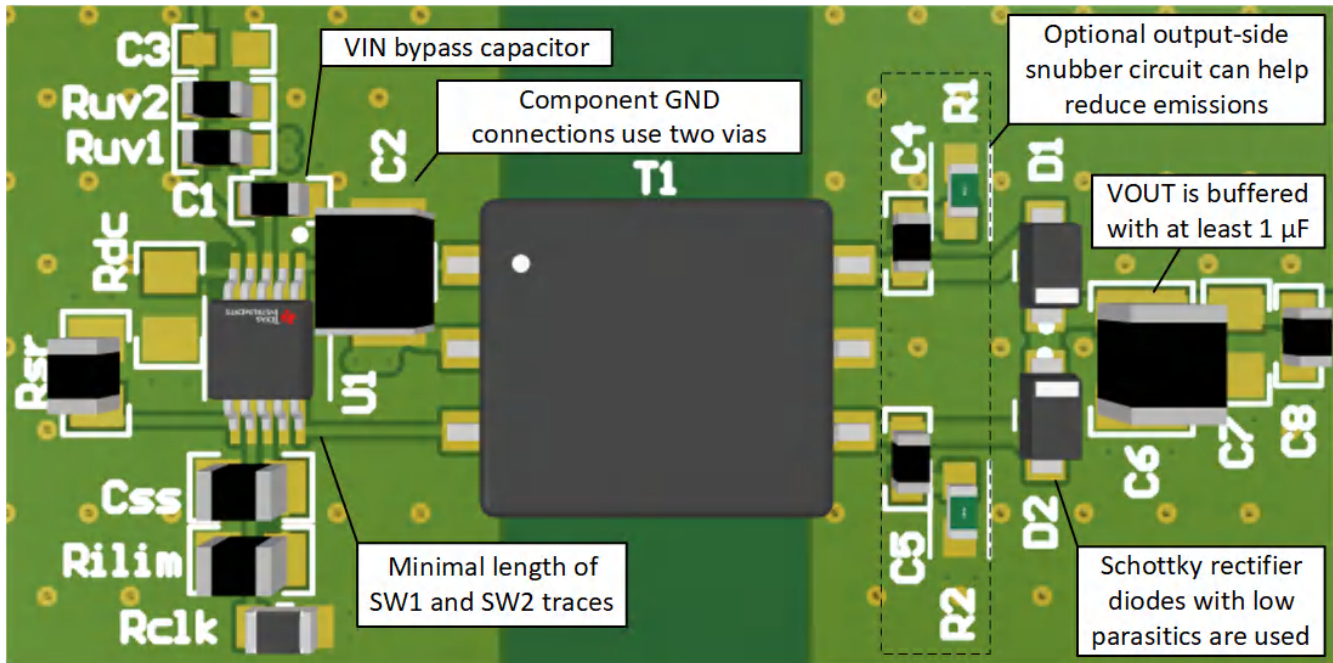 C3
VIN bypass capacitor
Optional output-side
snubber circuit can help
reduce emissions
Ruv2
Component GND
connections use two vias
R1
Ruv1
C2
C4
T1
D1
C1
VOUT is buffered
with at least 1 µF
Rdc
TEXAS
INSTRUMENTS
Rsr
U1
C6
C7
C8
Css
D2
C5
Rilim
Minimal length of
SW1 and SW2 traces
Schottky rectifier
diodes with low
parasitics are used
R2
Rclk